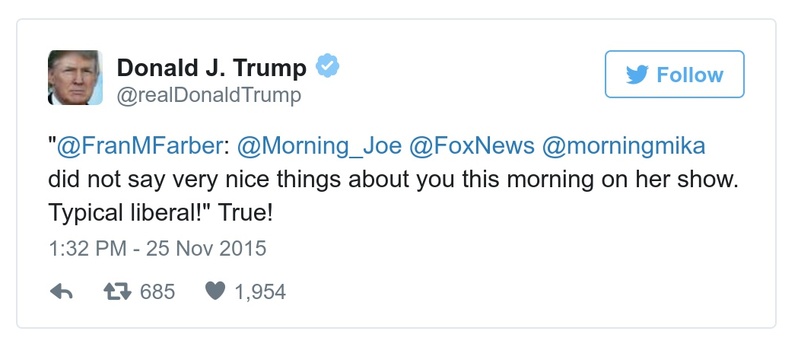 Donald J. Trump
@realDonaldTrump
Follow
"@FranMFarber: @Morning_Joe @FoxNews @morningmika
did not say very nice things about you this morning on her show.
Typical liberal!" True!
1:32 PM - 25 Nov 2015
685 1,954